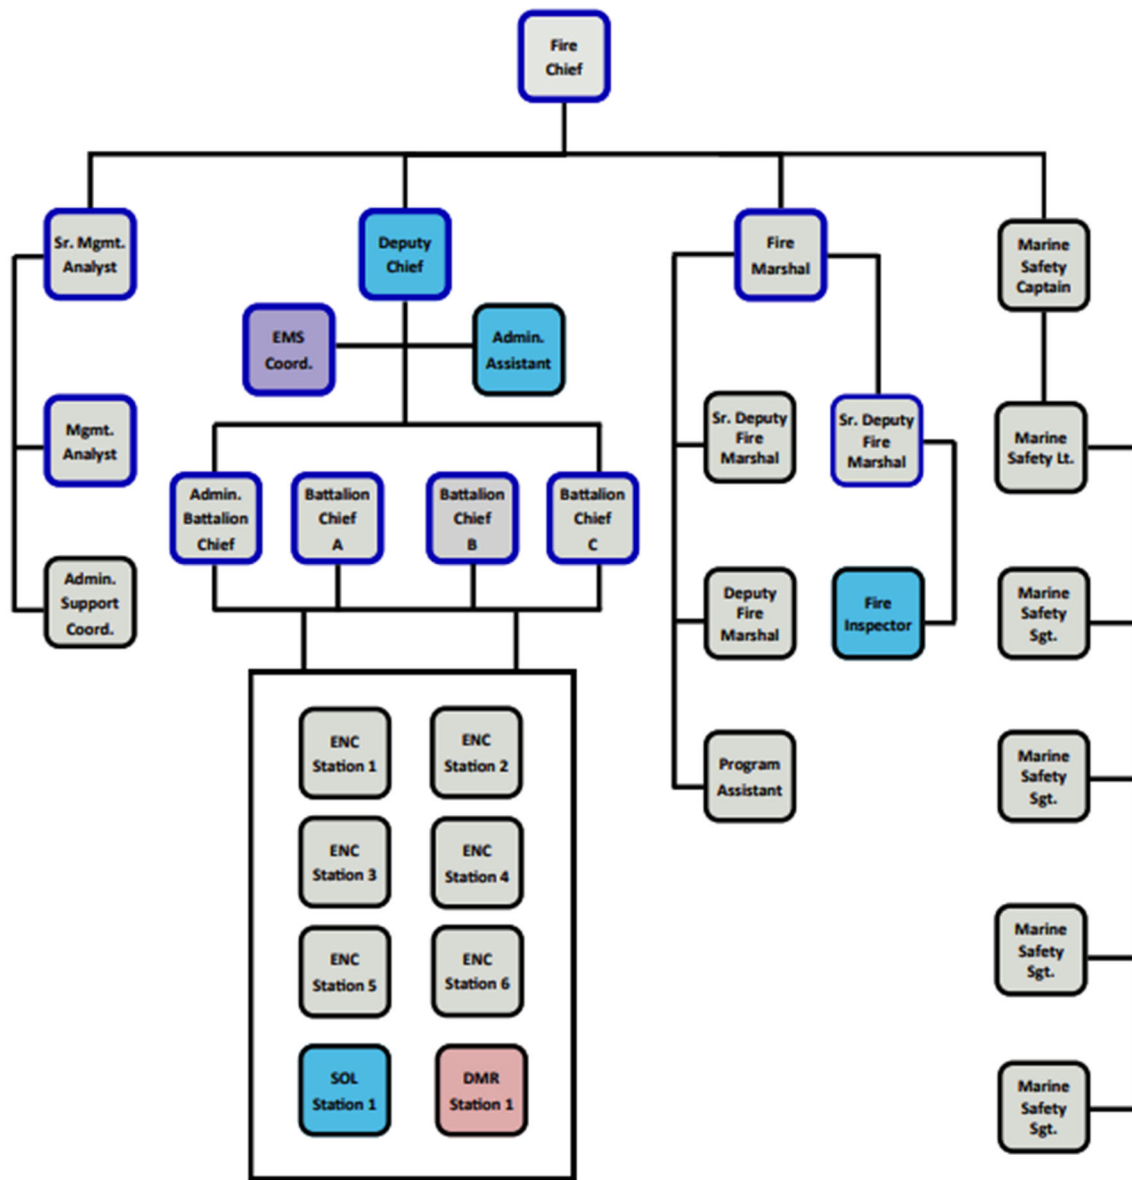 Fire
Chief
Sr. Mgmt.
Analyst
Deputy
Chief
Fire
Marshal
Marine
Safety
Captain
EMS
Coord.
Admin.
Assistant
Mgmt.
Analyst
Sr. Deputy
Fire
Marshal
Sr. Deputy
Fire
Marshal
Marine
Safety Lt.
Admin.
Battalion
Chief
Battalion
Chief
A
Battalion
Chief
B
Battalion
Chief
C
Admin.
Support
Coord.
Deputy
Fire
Marshal
Fire
Inspector
Marine
Safety
Sgt.
ENC
Station 1
ENC
Station 2
Program
Assistant
Marine
Safety
Sgt.
ENC
Station 3
ENC
Station 4
ENC
Station 5
ENC
Station 6
Marine
Safety
Sgt.
SOL
Station 1
DMR
Station 1
Marine
Safety
Sgt.